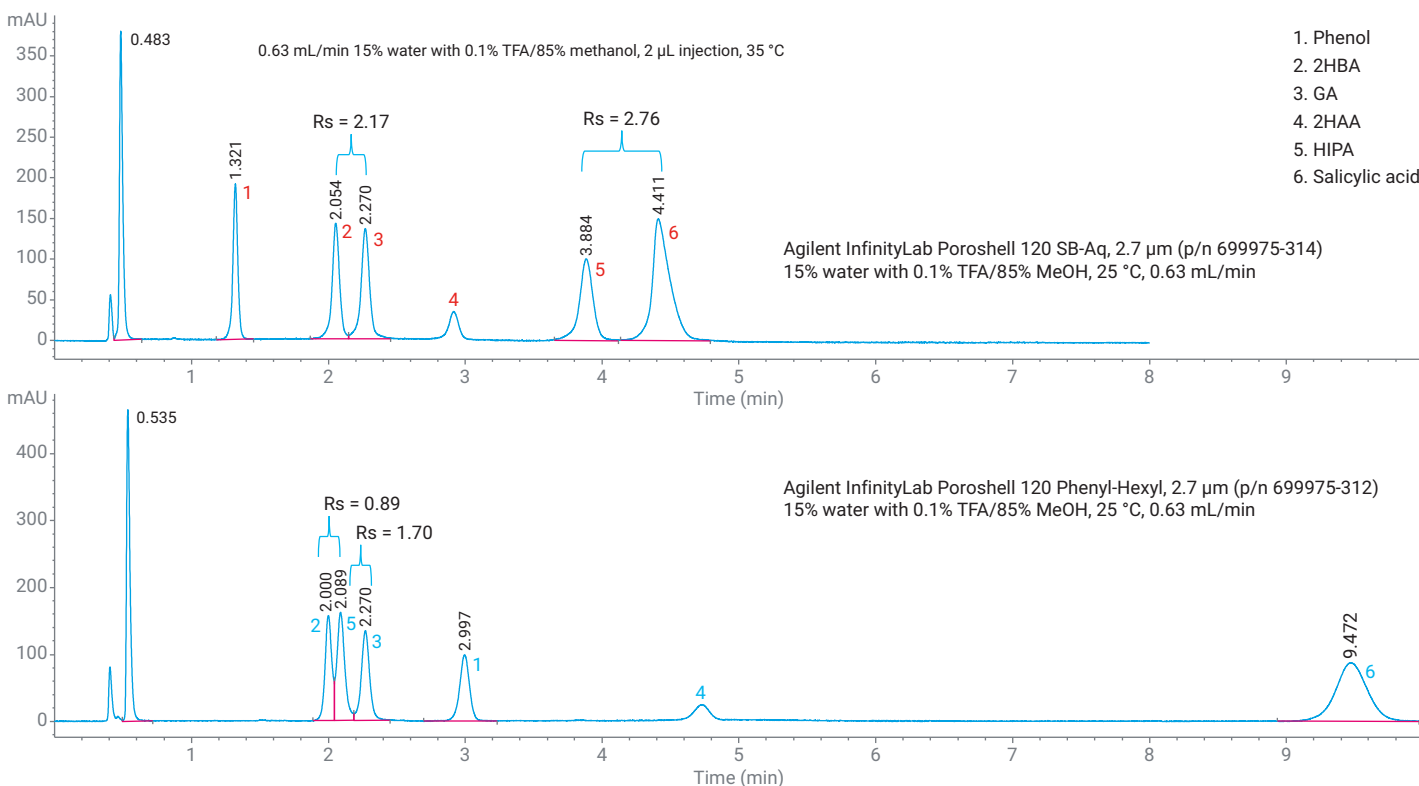 mAU
350
300
250
200
150
100
50
0
0.483
0.63 mL/min 15% water with 0.1% TFA/85% methanol, 2 µL injection, 35 °C
1. Phenol
2. 2HBA
3. GA
4. 2HAA
5. HIPA
6. Salicylic acid
Rs = 2.17
Rs = 2.76
1.321
1
2.054
2
2.270
3
4
3.884
5
4.411
6
Agilent InfinityLab Poroshell 120 SB-Aq, 2.7 µm (p/n 699975-314)
15% water with 0.1% TFA/85% MeOH, 25 °C, 0.63 mL/min
1 2 3 4 5 6 7 8 9
Time (min)
mAU
400
300
200
100
0
0.535
Rs = 0.89
Rs = 1.70
2.000
2
2.089
5
2.270
3
2.997
1
4
9.472
6
Agilent InfinityLab Poroshell 120 Phenyl-Hexyl, 2.7 µm (p/n 699975-312)
15% water with 0.1% TFA/85% MeOH, 25 °C, 0.63 mL/min
1 2 3 4 5 6 7 8 9
Time (min)